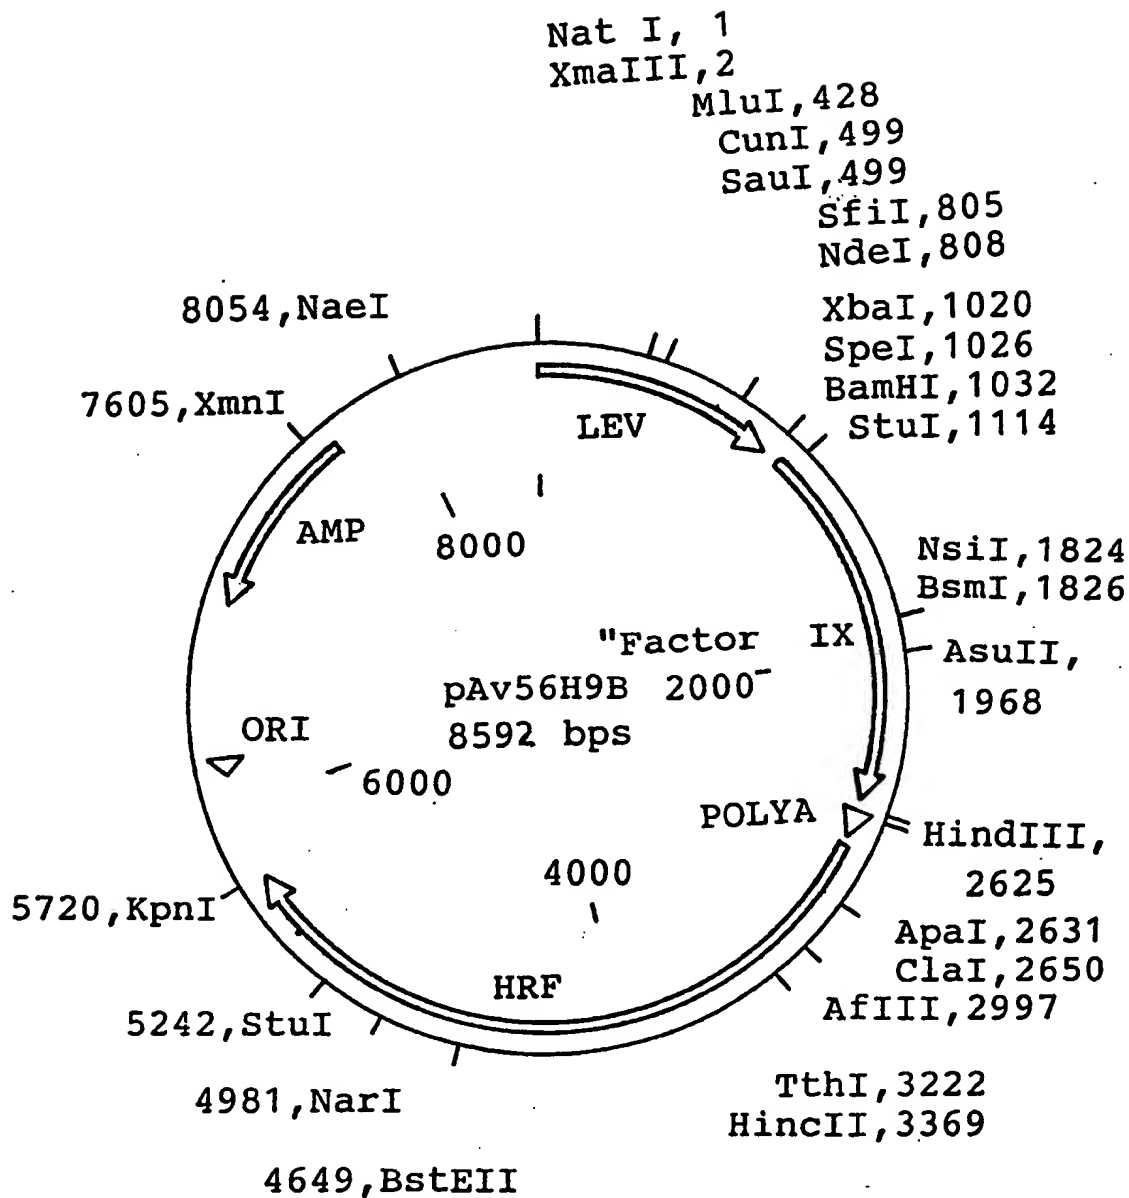 Nat I, 1
XmaIII,2
MluI,428
CunI,499
SauI,499
SfiI,805
NdeI,808
8054,NaeI
XbaI,1020
SpeI,1026
BamHI,1032
StuI,1114
7605,XmnI
LEV
AMP
8000
NsiI,1824
BsmI,1826
"Factor IX
AsuII,
1968
pAv56H9B 2000
8592 bps
ORI
6000
POLYA
HindIII,
2625
4000
5720,KpnI
ApaI,2631
ClaI,2650
AfIII,2997
HRF
5242,StuI
4981,NarI
TthI,3222
HincII,3369
4649,BstEII